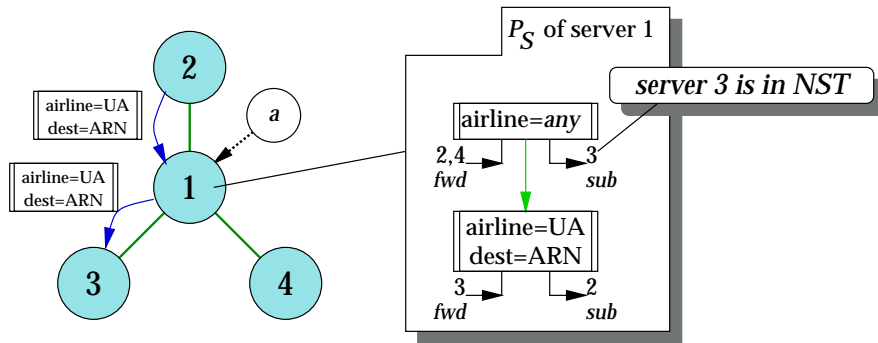 2
airline=UA
dest=ARN
a
airline=UA
dest=ARN
1
3
4
P_S of server 1
server 3 is in NST
airline=any
2,4
fwd
3
sub
airline=UA
dest=ARN
3
fwd
2
sub